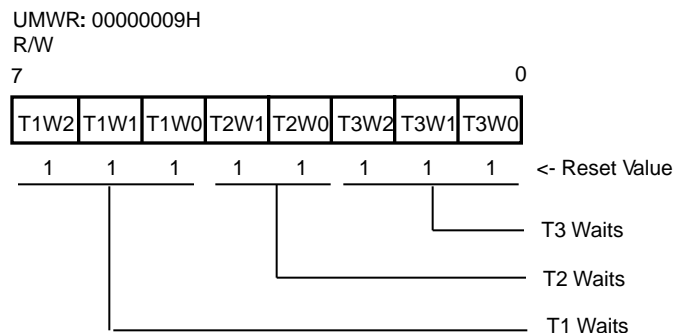 UMWR: 00000009H
R/W
7 0
T1W2 T1W1 T1W0 T2W1 T2W0 T3W2 T3W1 T3W0
1 1 1 1 1 1 1 1 <- Reset Value
T3 Waits
T2 Waits
T1 Waits